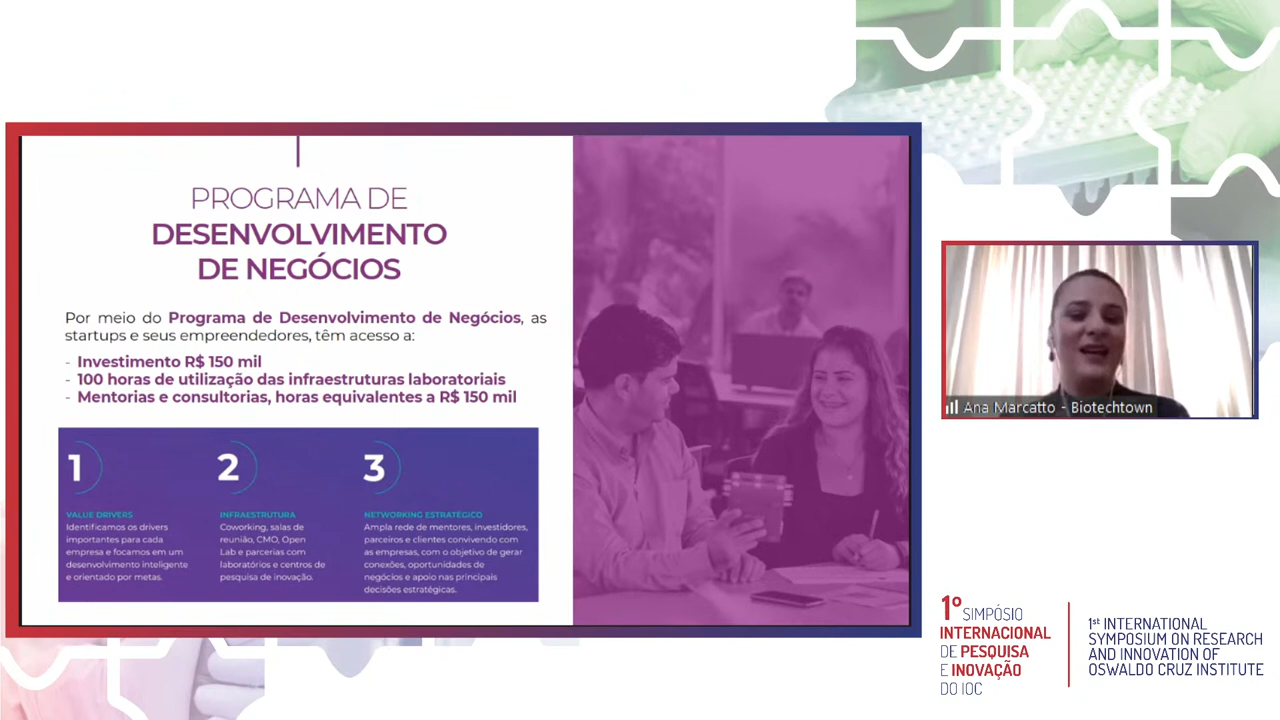 PROGRAMA DE
DESENVOLVIMENTO
DE NEGÓCIOS
Por meio do Programa de Desenvolvimento de Negócios, as
startups e seus empreendedores, têm acesso a:
- Investimento R$ 150 mil
- 100 horas de utilização das infraestruturas laboratoriais
- Mentorias e consultorias, horas equivalentes a R$ 150 mil
1
VALUE DRIVERS
Identificamos os drivers
importantes para cada
empresa e focamos em um
desenvolvimento inteligente
e orientado por metas.
2
INFRAESTRUTURA
Coworking, salas de
reunião, CMO, Open
Lab e parcerias com
laboratórios e centros de
pesquisa de inovação.
3
NETWORKING ESTRATÉGICO
Ampla rede de mentores, investidores,
parceiros e clientes convivendo com
as empresas, com o objetivo de gerar
conexões, oportunidades de
negócios e apoio nas principais
decisões estratégicas.
Ana Marcatto - Biotechtown
1º SIMPÓSIO
INTERNACIONAL
DE PESQUISA
E INOVAÇÃO
DO IOC
1st INTERNATIONAL
SYMPOSIUM ON RESEARCH
AND INNOVATION OF
OSWALDO CRUZ INSTITUTE